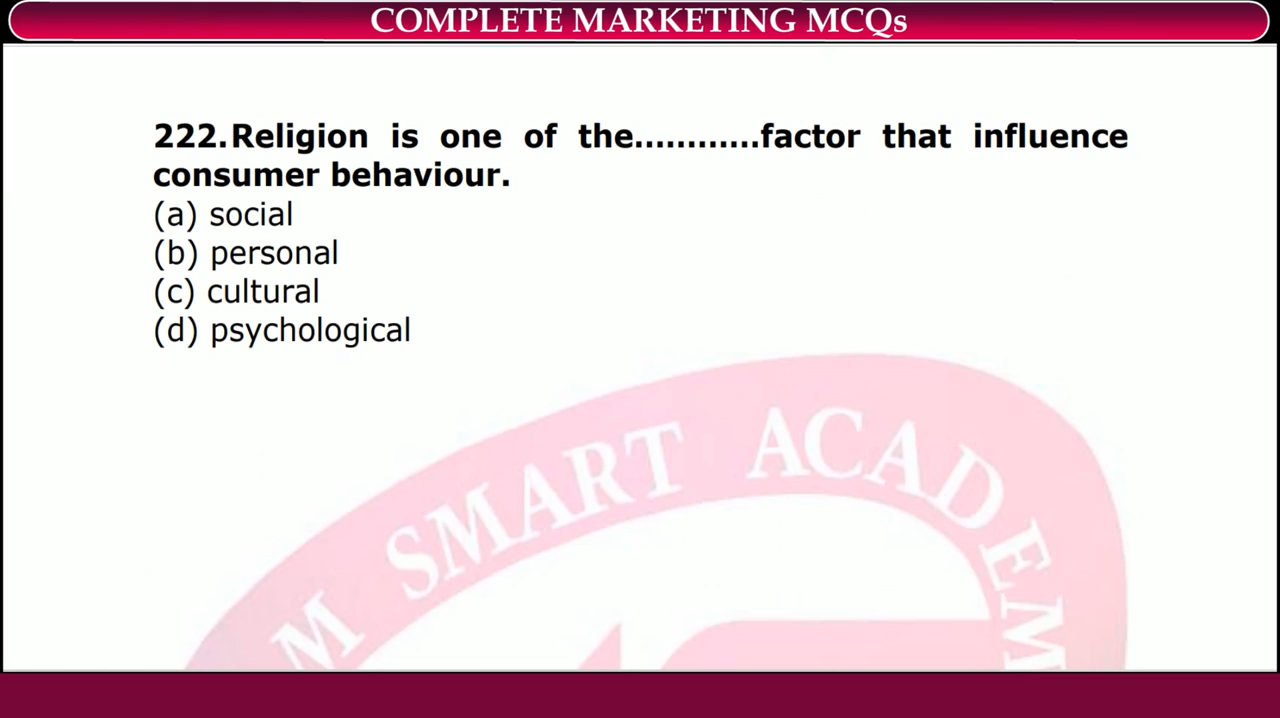 COMPLETE MARKETING MCQs
222.Religion is one of the............factor that influence
consumer behaviour.
(a) social
(b) personal
(c) cultural
(d) psychological
M SMART ACADEM